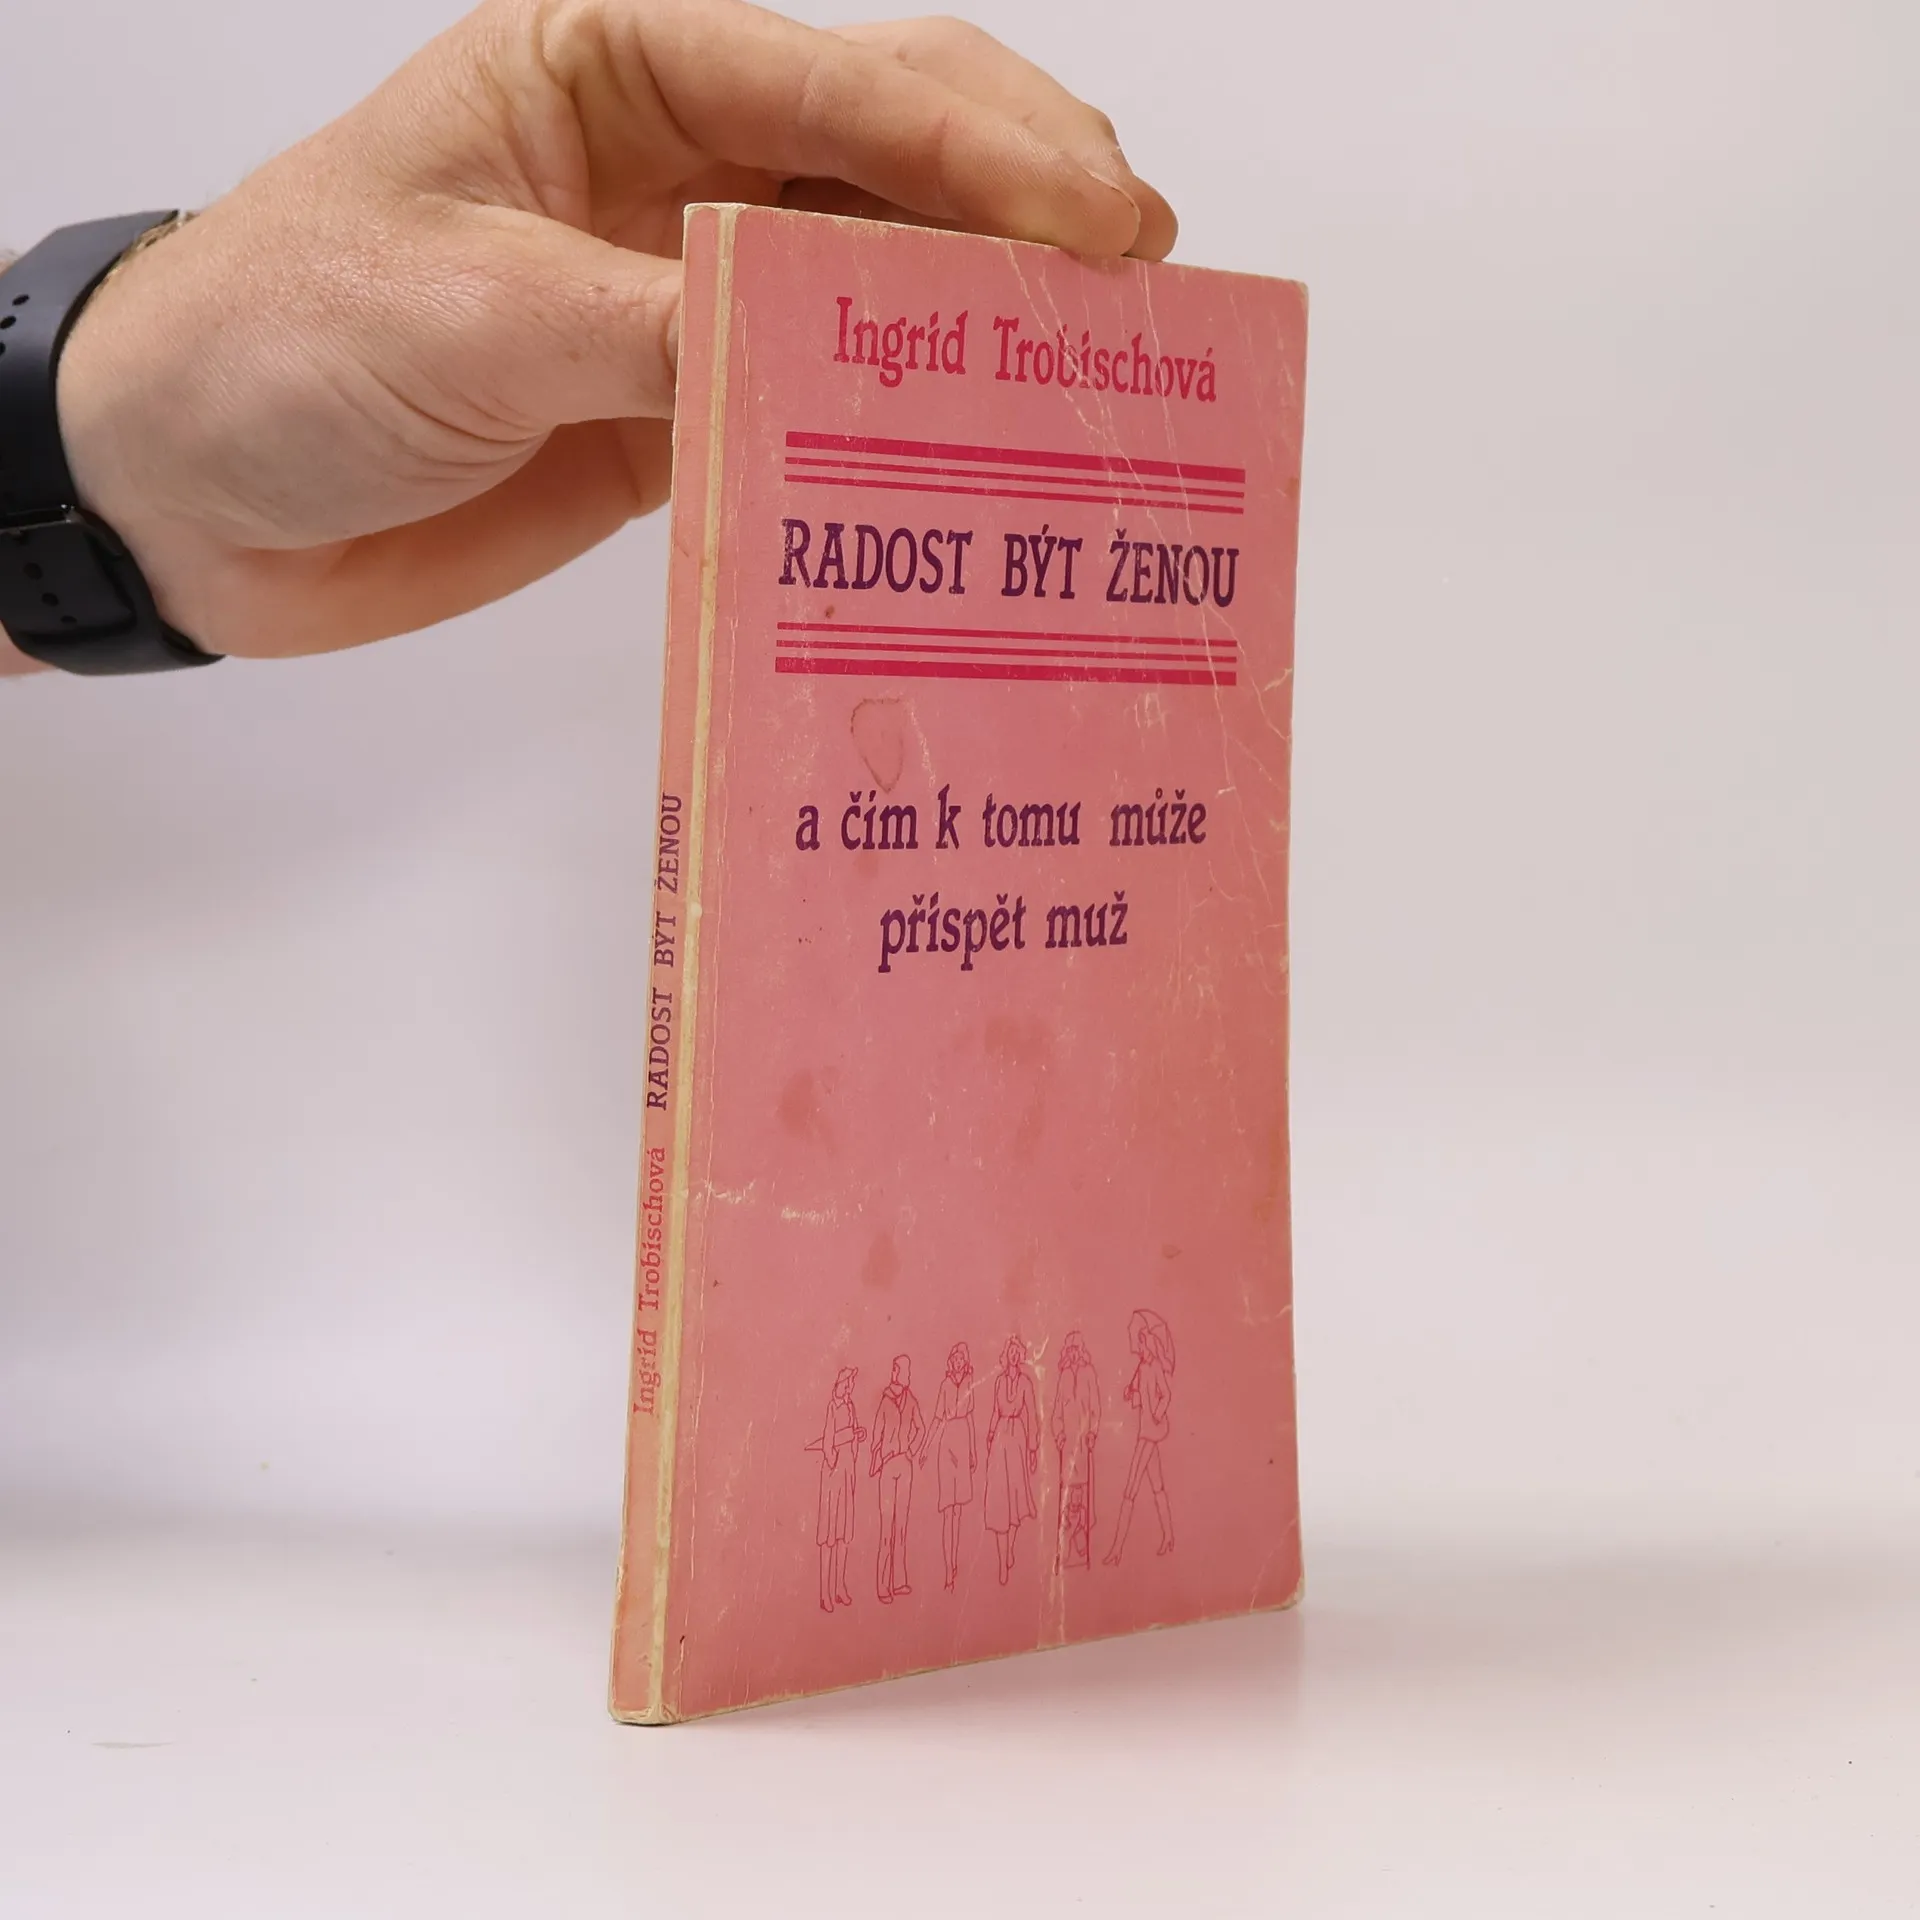 Ingrid Trobischová
RADOST BÝT ŽENOU
a čím k tomu může
přispět muž
Ingrid Trobischová RADOST BÝT ŽENOU